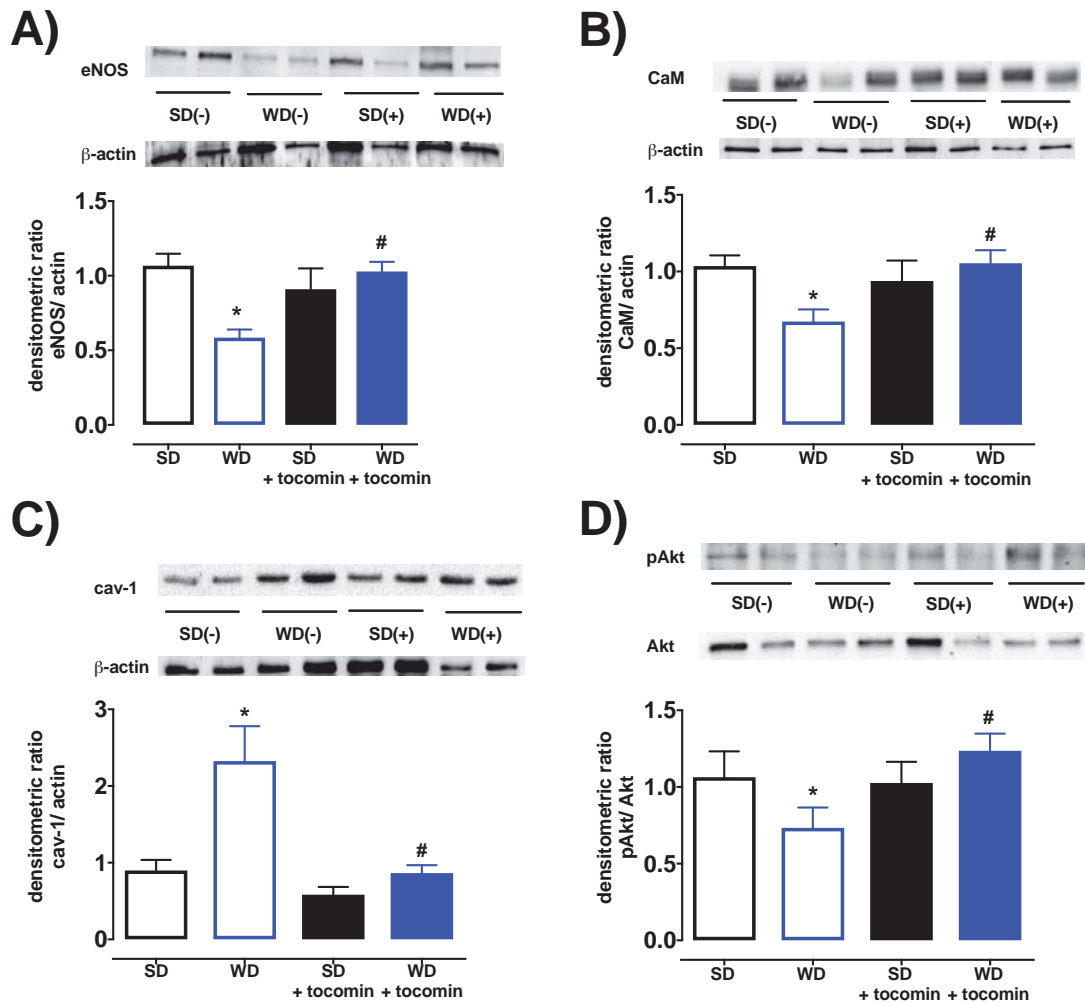 A)
eNOS
SD(-) WD(-) SD(+) WD(+)
β-actin
densitometric ratio
eNOS/ actin
1.5
1.0
0.5
0.0
*
#
SD WD SD WD
+ tocomin + tocomin
B)
CaM
SD(-) WD(-) SD(+) WD(+)
β-actin
densitometric ratio
CaM/ actin
1.5
1.0
0.5
0.0
*
#
SD WD SD WD
+ tocomin + tocomin
C)
cav-1
SD(-) WD(-) SD(+) WD(+)
β-actin
densitometric ratio
cav-1/ actin
3
2
1
0
*
#
SD WD SD WD
+ tocomin + tocomin
D)
pAkt
SD(-) WD(-) SD(+) WD(+)
Akt
densitometric ratio
pAkt/ Akt
1.5
1.0
0.5
0.0
*
#
SD WD SD WD
+ tocomin + tocomin